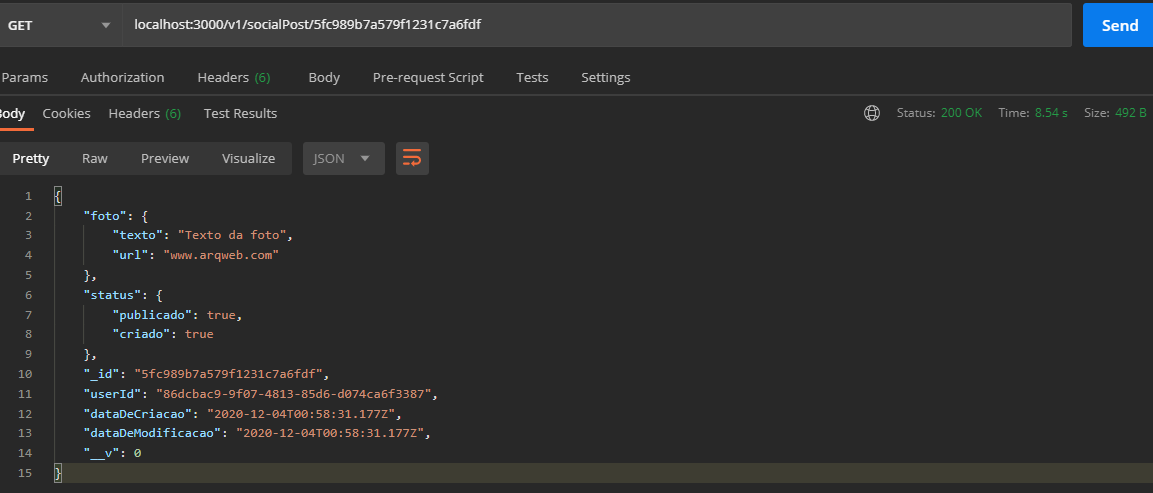 GET localhost:3000/v1/socialPost/5fc989b7a579f1231c7a6fdf Send
Params Authorization Headers (6) Body Pre-request Script Tests Settings
Body Cookies Headers (6) Test Results Status: 200 OK Time: 8.54 s Size: 492 B
Pretty Raw Preview Visualize JSON
1 {
2 "foto": {
3 "texto": "Texto da foto",
4 "url": "www.arqweb.com"
5 },
6 "status": {
7 "publicado": true,
8 "criado": true
9 },
10 "_id": "5fc989b7a579f1231c7a6fdf",
11 "userId": "86dcbac9-9f07-4813-85d6-d074ca6f3387",
12 "dataDeCriacao": "2020-12-04T00:58:31.177Z",
13 "dataDeModificacao": "2020-12-04T00:58:31.177Z",
14 "__v": 0
15 }